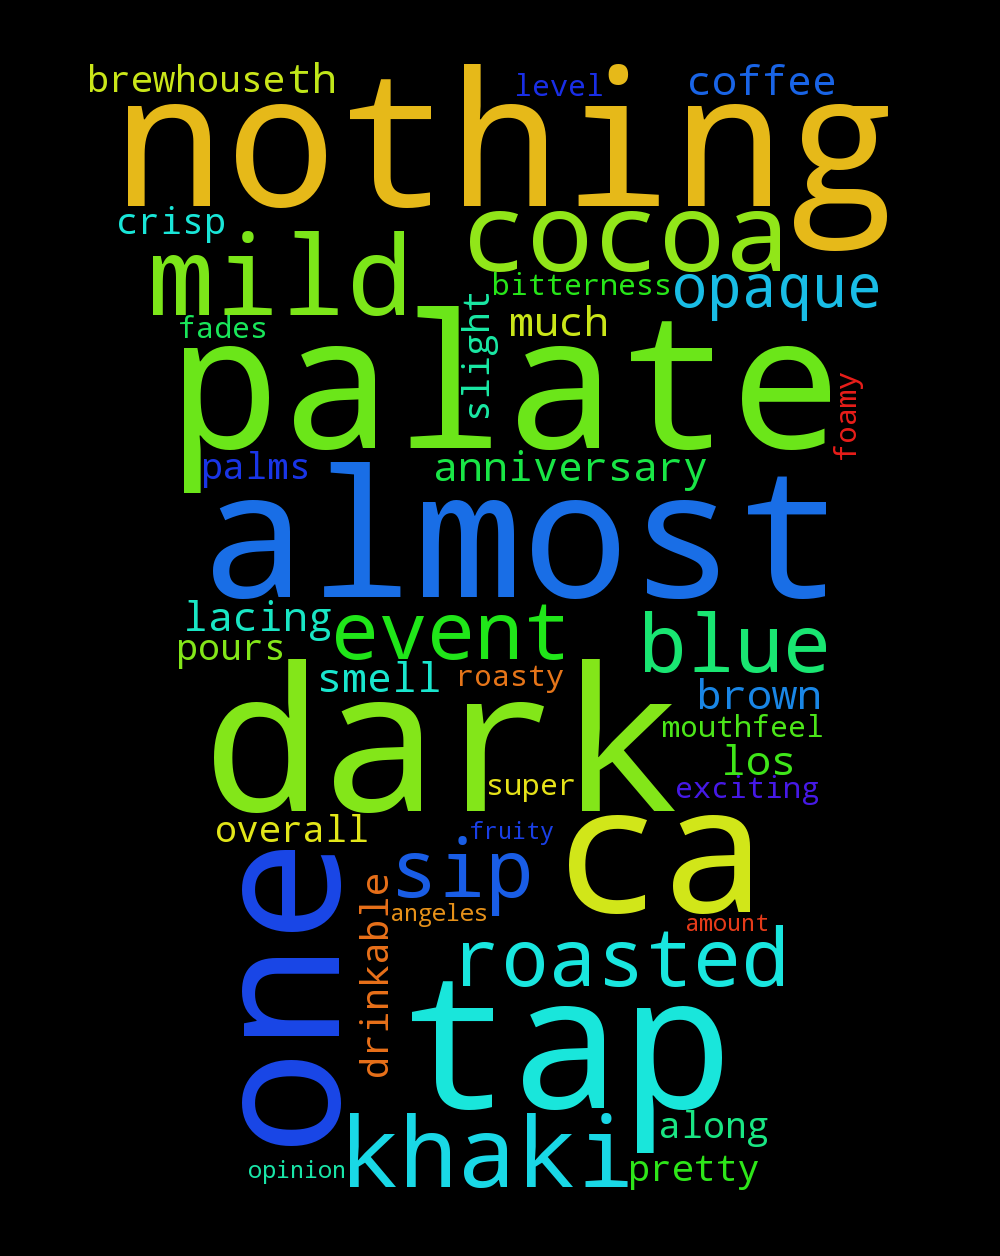 brewhouseth
level
coffee
nothing
crisp
cocoa
mild
bitterness
opaque
fades
slight
much
palate
foamy
palms
anniversary
almost
lacing
event
blue
pours
smell
roasty
brown
dark
mouthfeel
los
super
exciting
overall
fruity
ca
one
sip
drinkable
angeles
amount
roasted
tap
khaki
along
opinion
pretty